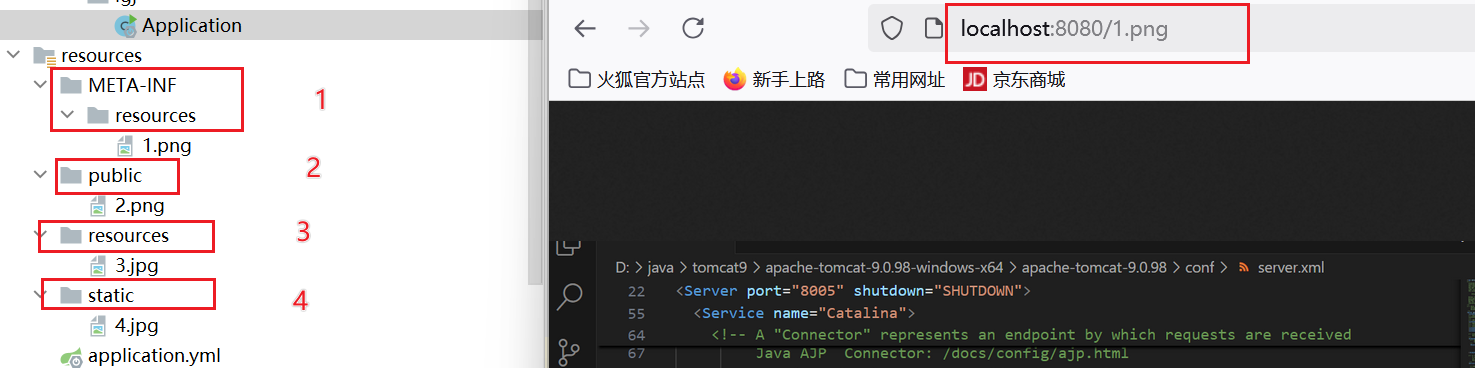 Application
resources
META-INF
resources
1
1.png
public
2
2.png
resources
3
3.jpg
static
4
4.jpg
application.yml
localhost:8080/1.png
火狐官方站点 新手上路 常用网址 JD 京东商城
D: > java > tomcat9 > apache-tomcat-9.0.98-windows-x64 > apache-tomcat-9.0.98 > conf > server.xml
22 <Server port="8005" shutdown="SHUTDOWN">
55 <Service name="Catalina">
64 <!-- A "Connector" represents an endpoint by which requests are received
67 Java AJP Connector: /docs/config/ajp.html